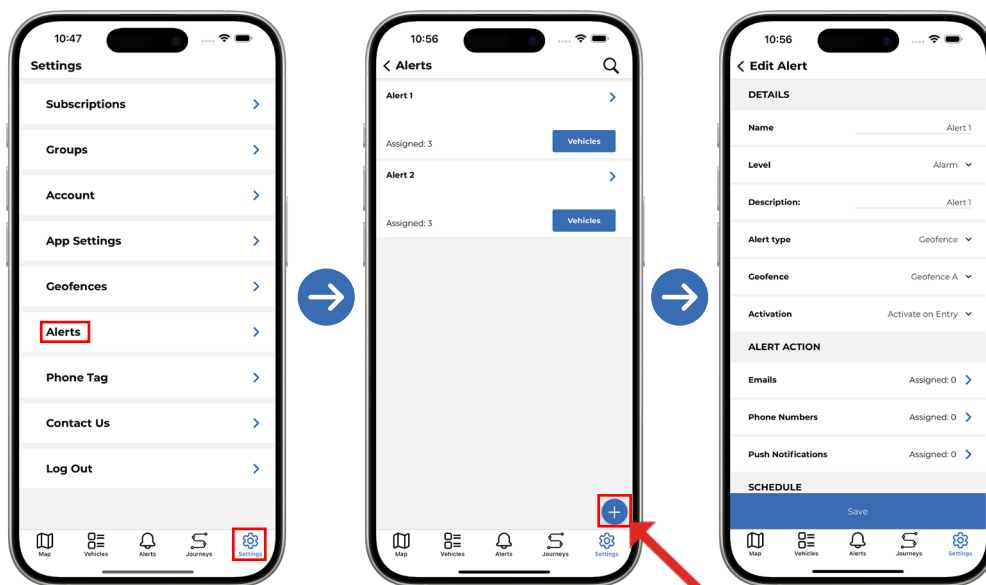 10:47
Settings
Subscriptions
Groups
Account
App Settings
Geofences
Alerts
Phone Tag
Contact Us
Log Out
Map Vehicles Alerts Journeys Settings
10:56
Alerts
Alert 1
Assigned: 3 Vehicles
Alert 2
Assigned: 3 Vehicles
Map Vehicles Alerts Journeys Settings
10:56
Edit Alert
DETAILS
Name Alert 1
Level Alarm
Description: Alert 1
Alert type Geofence
Geofence Geofence A
Activation Activate on Entry
ALERT ACTION
Emails Assigned: 0
Phone Numbers Assigned: 0
Push Notifications Assigned: 0
SCHEDULE
Save
Map Vehicles Alerts Journeys Settings